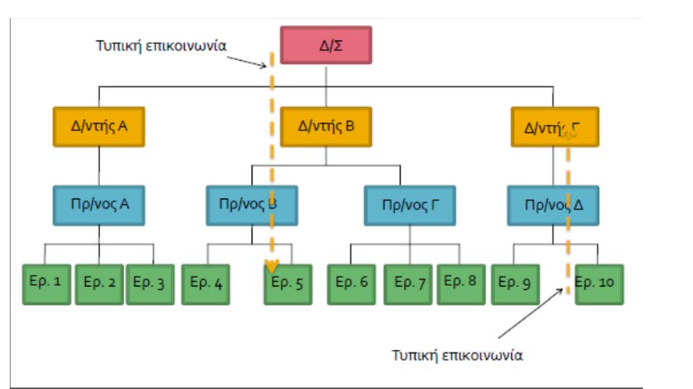 Τυπική επικοινωνία
Δ/Σ
Δ/ντής Α
Δ/ντής Β
Δ/ντής Γ
Πρ/νος Α
Πρ/νος Β
Πρ/νος Γ
Πρ/νος Δ
Ερ. 1
Ερ. 2
Ερ. 3
Ερ. 4
Ερ. 5
Ερ. 6
Ερ. 7
Ερ. 8
Ερ. 9
Ερ. 10
Τυπική επικοινωνία